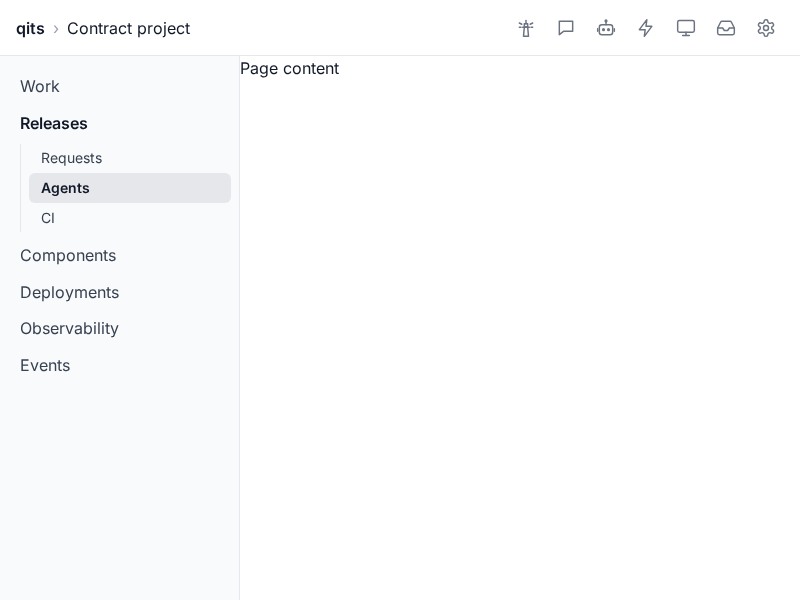 qits › Contract project
Work
Releases
Requests
Agents
CI
Components
Deployments
Observability
Events
Page content